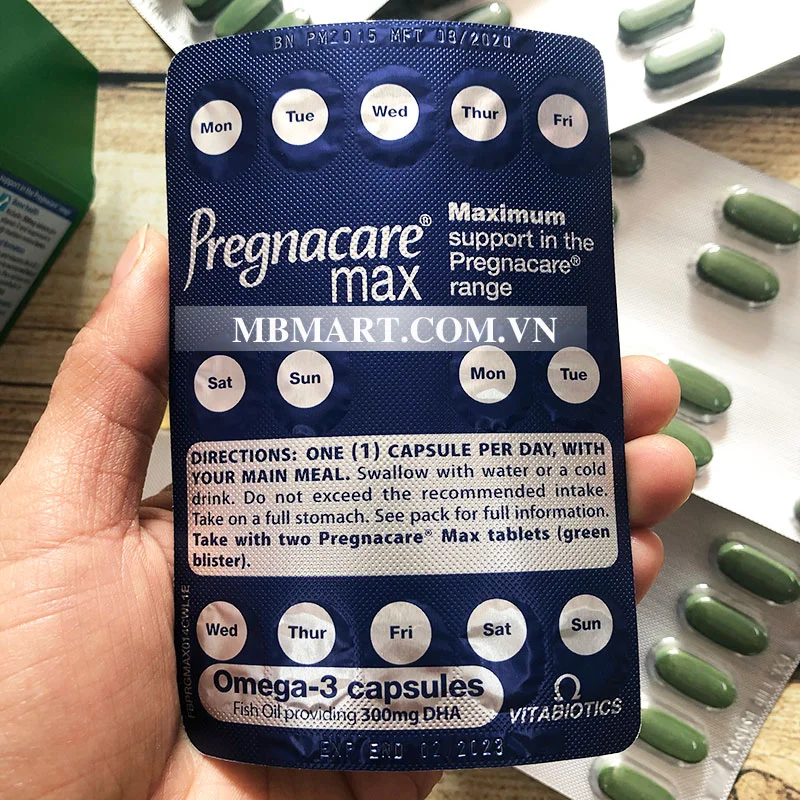 BN PM2015 MFT 08/2020
Mon Tue Wed Thur Fri
Pregnacare®
max
Maximum
support in the
Pregnacare®
range
MBMART.COM.VN
Sat Sun Mon Tue
DIRECTIONS: ONE (1) CAPSULE PER DAY, WITH
YOUR MAIN MEAL. Swallow with water or a cold
drink. Do not exceed the recommended intake.
Take on a full stomach. See pack for full information.
Take with two Pregnacare® Max tablets (green
blister).
FBPRGMAX014CWL1E
Wed Thur Fri Sat Sun
Omega-3 capsules
Fish Oil providing 300mg DHA
VITABIOTICS
EXP END 02 2023